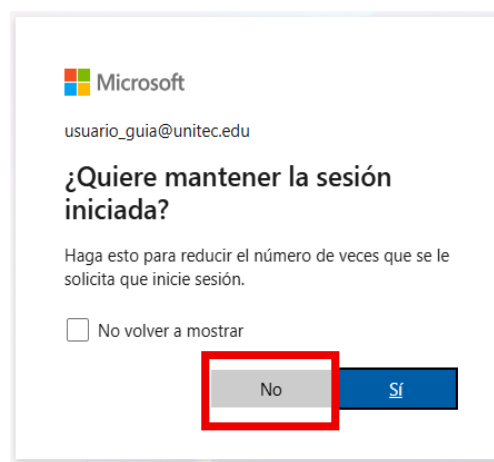 Microsoft
usuario_guia@unitec.edu
¿Quiere mantener la sesión
iniciada?
Haga esto para reducir el número de veces que se le
solicita que inicie sesión.
No volver a mostrar
No
Sí